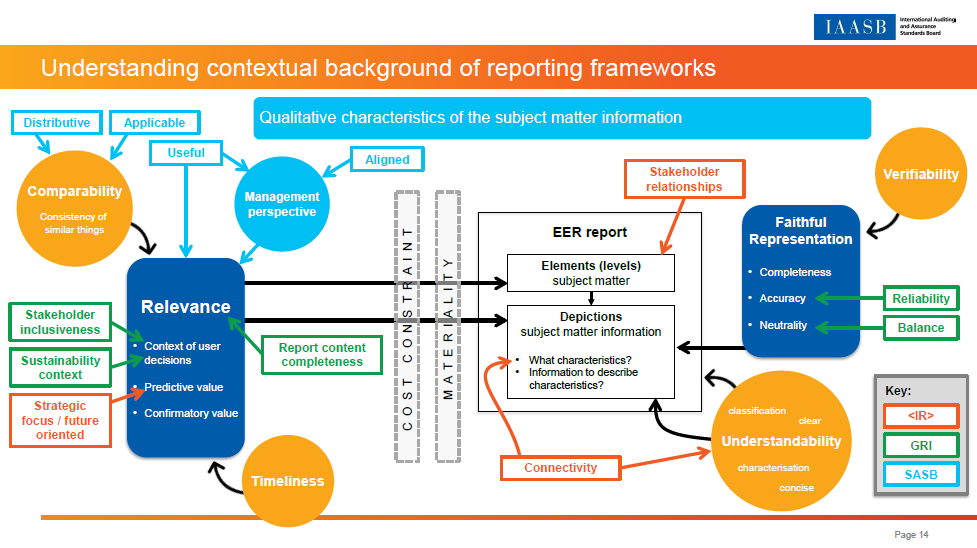 IAASB
International Auditing
and Assurance
Standards Board
Understanding contextual background of reporting frameworks
Qualitative characteristics of the subject matter information
Distributive
Applicable
Useful
Aligned
Comparability
Consistency of
similar things
Management
perspective
Stakeholder
relationships
Verifiability
COST CONSTRAINT
MATERIALITY
EER report
Elements (levels)
subject matter
Depictions
subject matter information
• What characteristics?
• Information to describe
characteristics?
Faithful
Representation
• Completeness
• Accuracy
• Neutrality
Reliability
Balance
Relevance
• Context of user
decisions
• Predictive value
• Confirmatory value
Stakeholder
inclusiveness
Sustainability
context
Strategic
focus / future
oriented
Report content
completeness
Timeliness
Connectivity
classification
clear
Understandability
characterisation
concise
Key:
<IR>
GRI
SASB
Page 14